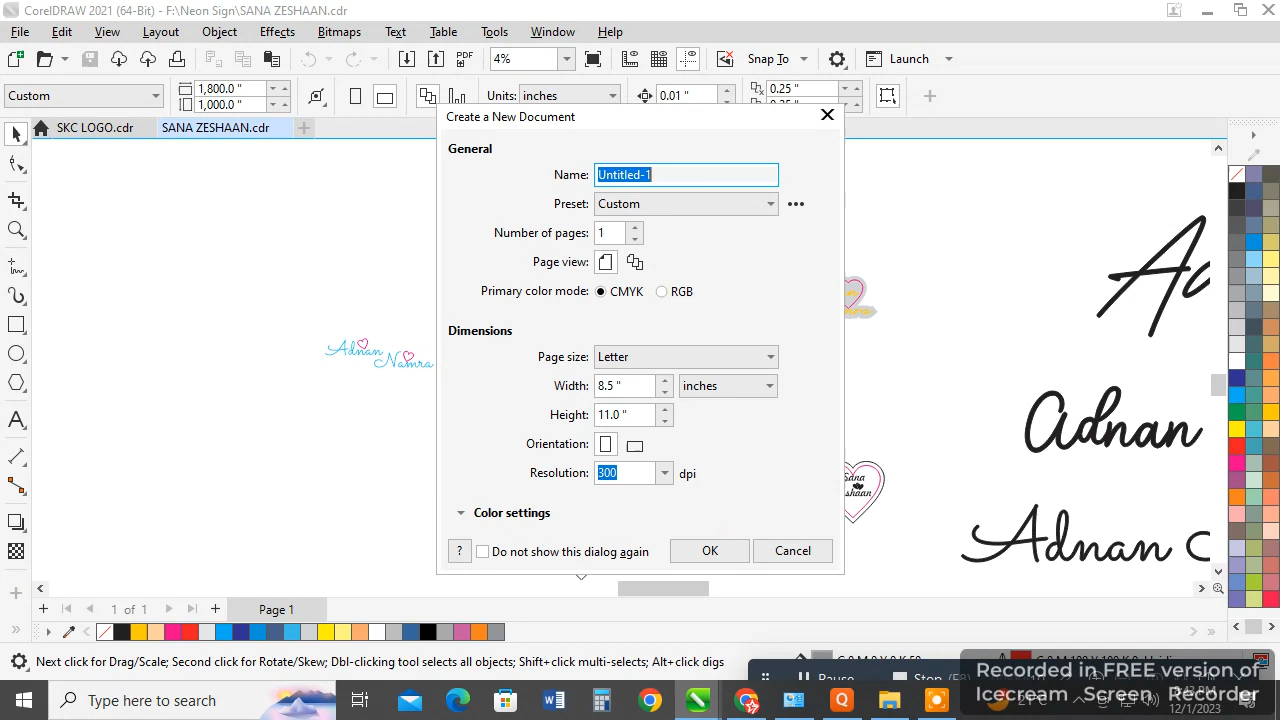 CorelDRAW 2021 (64-Bit) - F:\Neon Sign\SANA ZESHAAN.cdr
File Edit View Layout Object Effects Bitmaps Text Table Tools Window Help
PDF 4% Snap To Launch
Custom 1,800.0 " 1,000.0 " Units: inches 0.01 " 0.25 "
SKC LOGO.cdr SANA ZESHAAN.cdr
Create a New Document
General
Name: Untitled-1
Preset: Custom •••
Number of pages: 1
Page view:
Primary color mode: CMYK RGB
Dimensions
Page size: Letter
Width: 8.5 " inches
Height: 11.0 "
Orientation:
Resolution: 300 dpi
Color settings
? Do not show this dialog again OK Cancel
Adnan
Namra
Sana
Adnan
Adnan
1 of 1 Page 1
Next click for Drag/Scale; Second click for Rotate/Skew; Dbl-clicking tool selects all objects; Shift+click multi-selects; Alt+click digs
Pause Stop (F8)
Recorded in FREE version of
Icecream Screen Recorder
Type here to search
21°C
12/1/2023